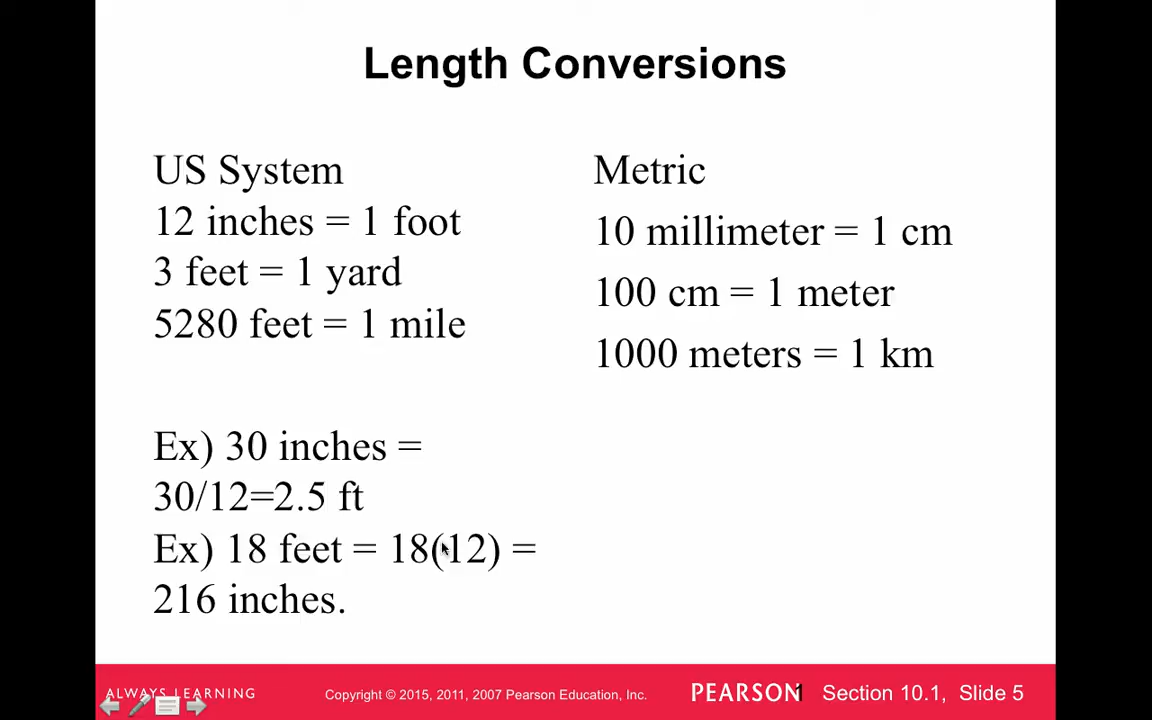 Length Conversions
US System
12 inches = 1 foot
3 feet = 1 yard
5280 feet = 1 mile
Ex) 30 inches =
30/12=2.5 ft
Ex) 18 feet = 18(12) =
216 inches.
Metric
10 millimeter = 1 cm
100 cm = 1 meter
1000 meters = 1 km
ALWAYS LEARNING
Copyright © 2015, 2011, 2007 Pearson Education, Inc.
PEARSON
1
Section 10.1, Slide 5